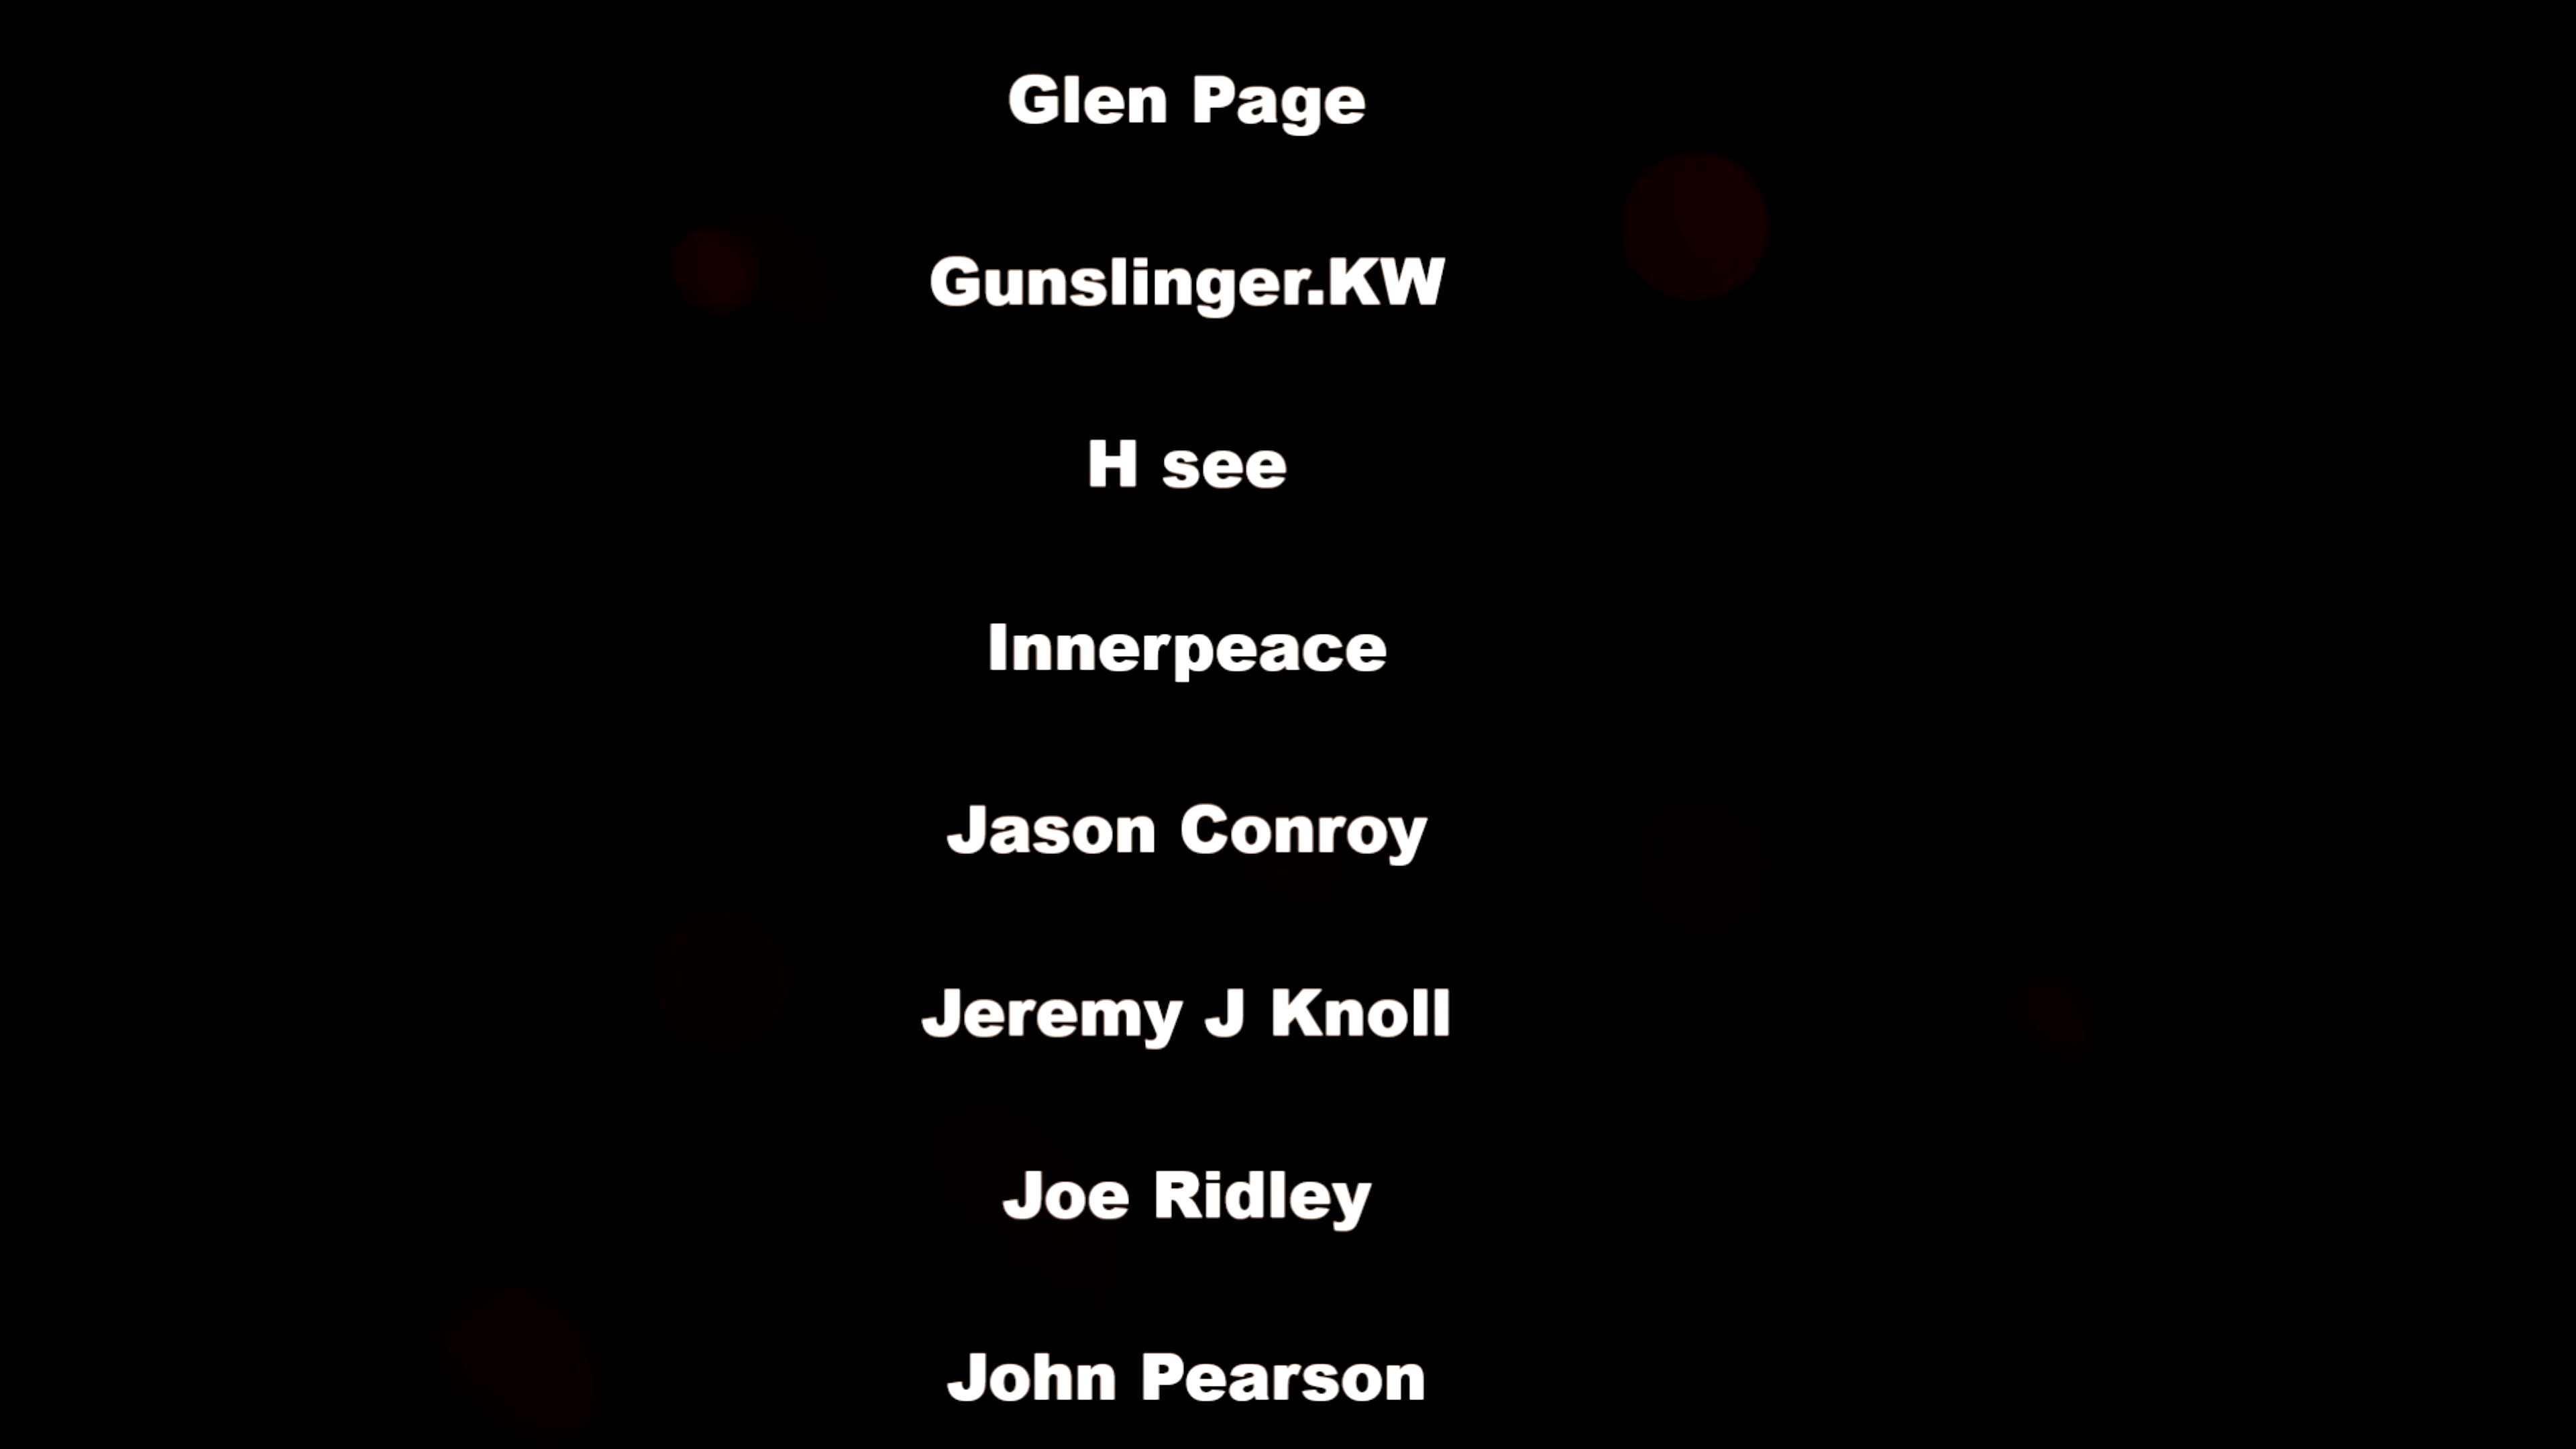 Glen Page
Gunslinger.KW
H see
Innerpeace
Jason Conroy
Jeremy J Knoll
Joe Ridley
John Pearson